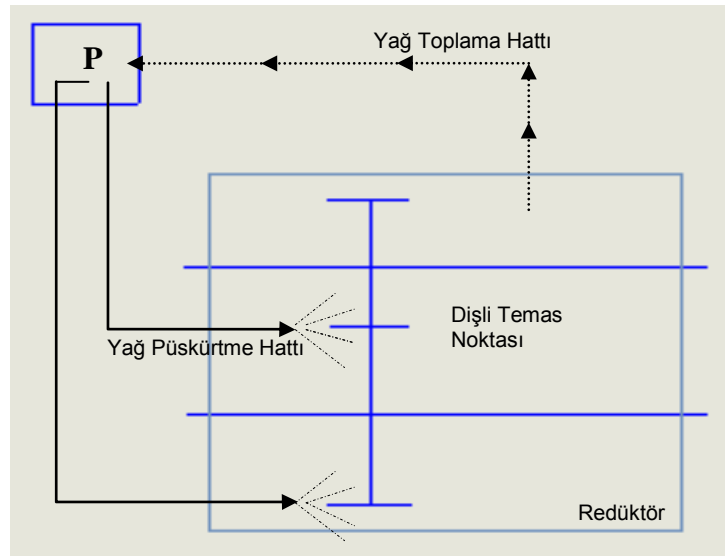 Yağ Toplama Hattı
P
Dişli Temas
Noktası
Yağ Püskürtme Hattı
Redüktör